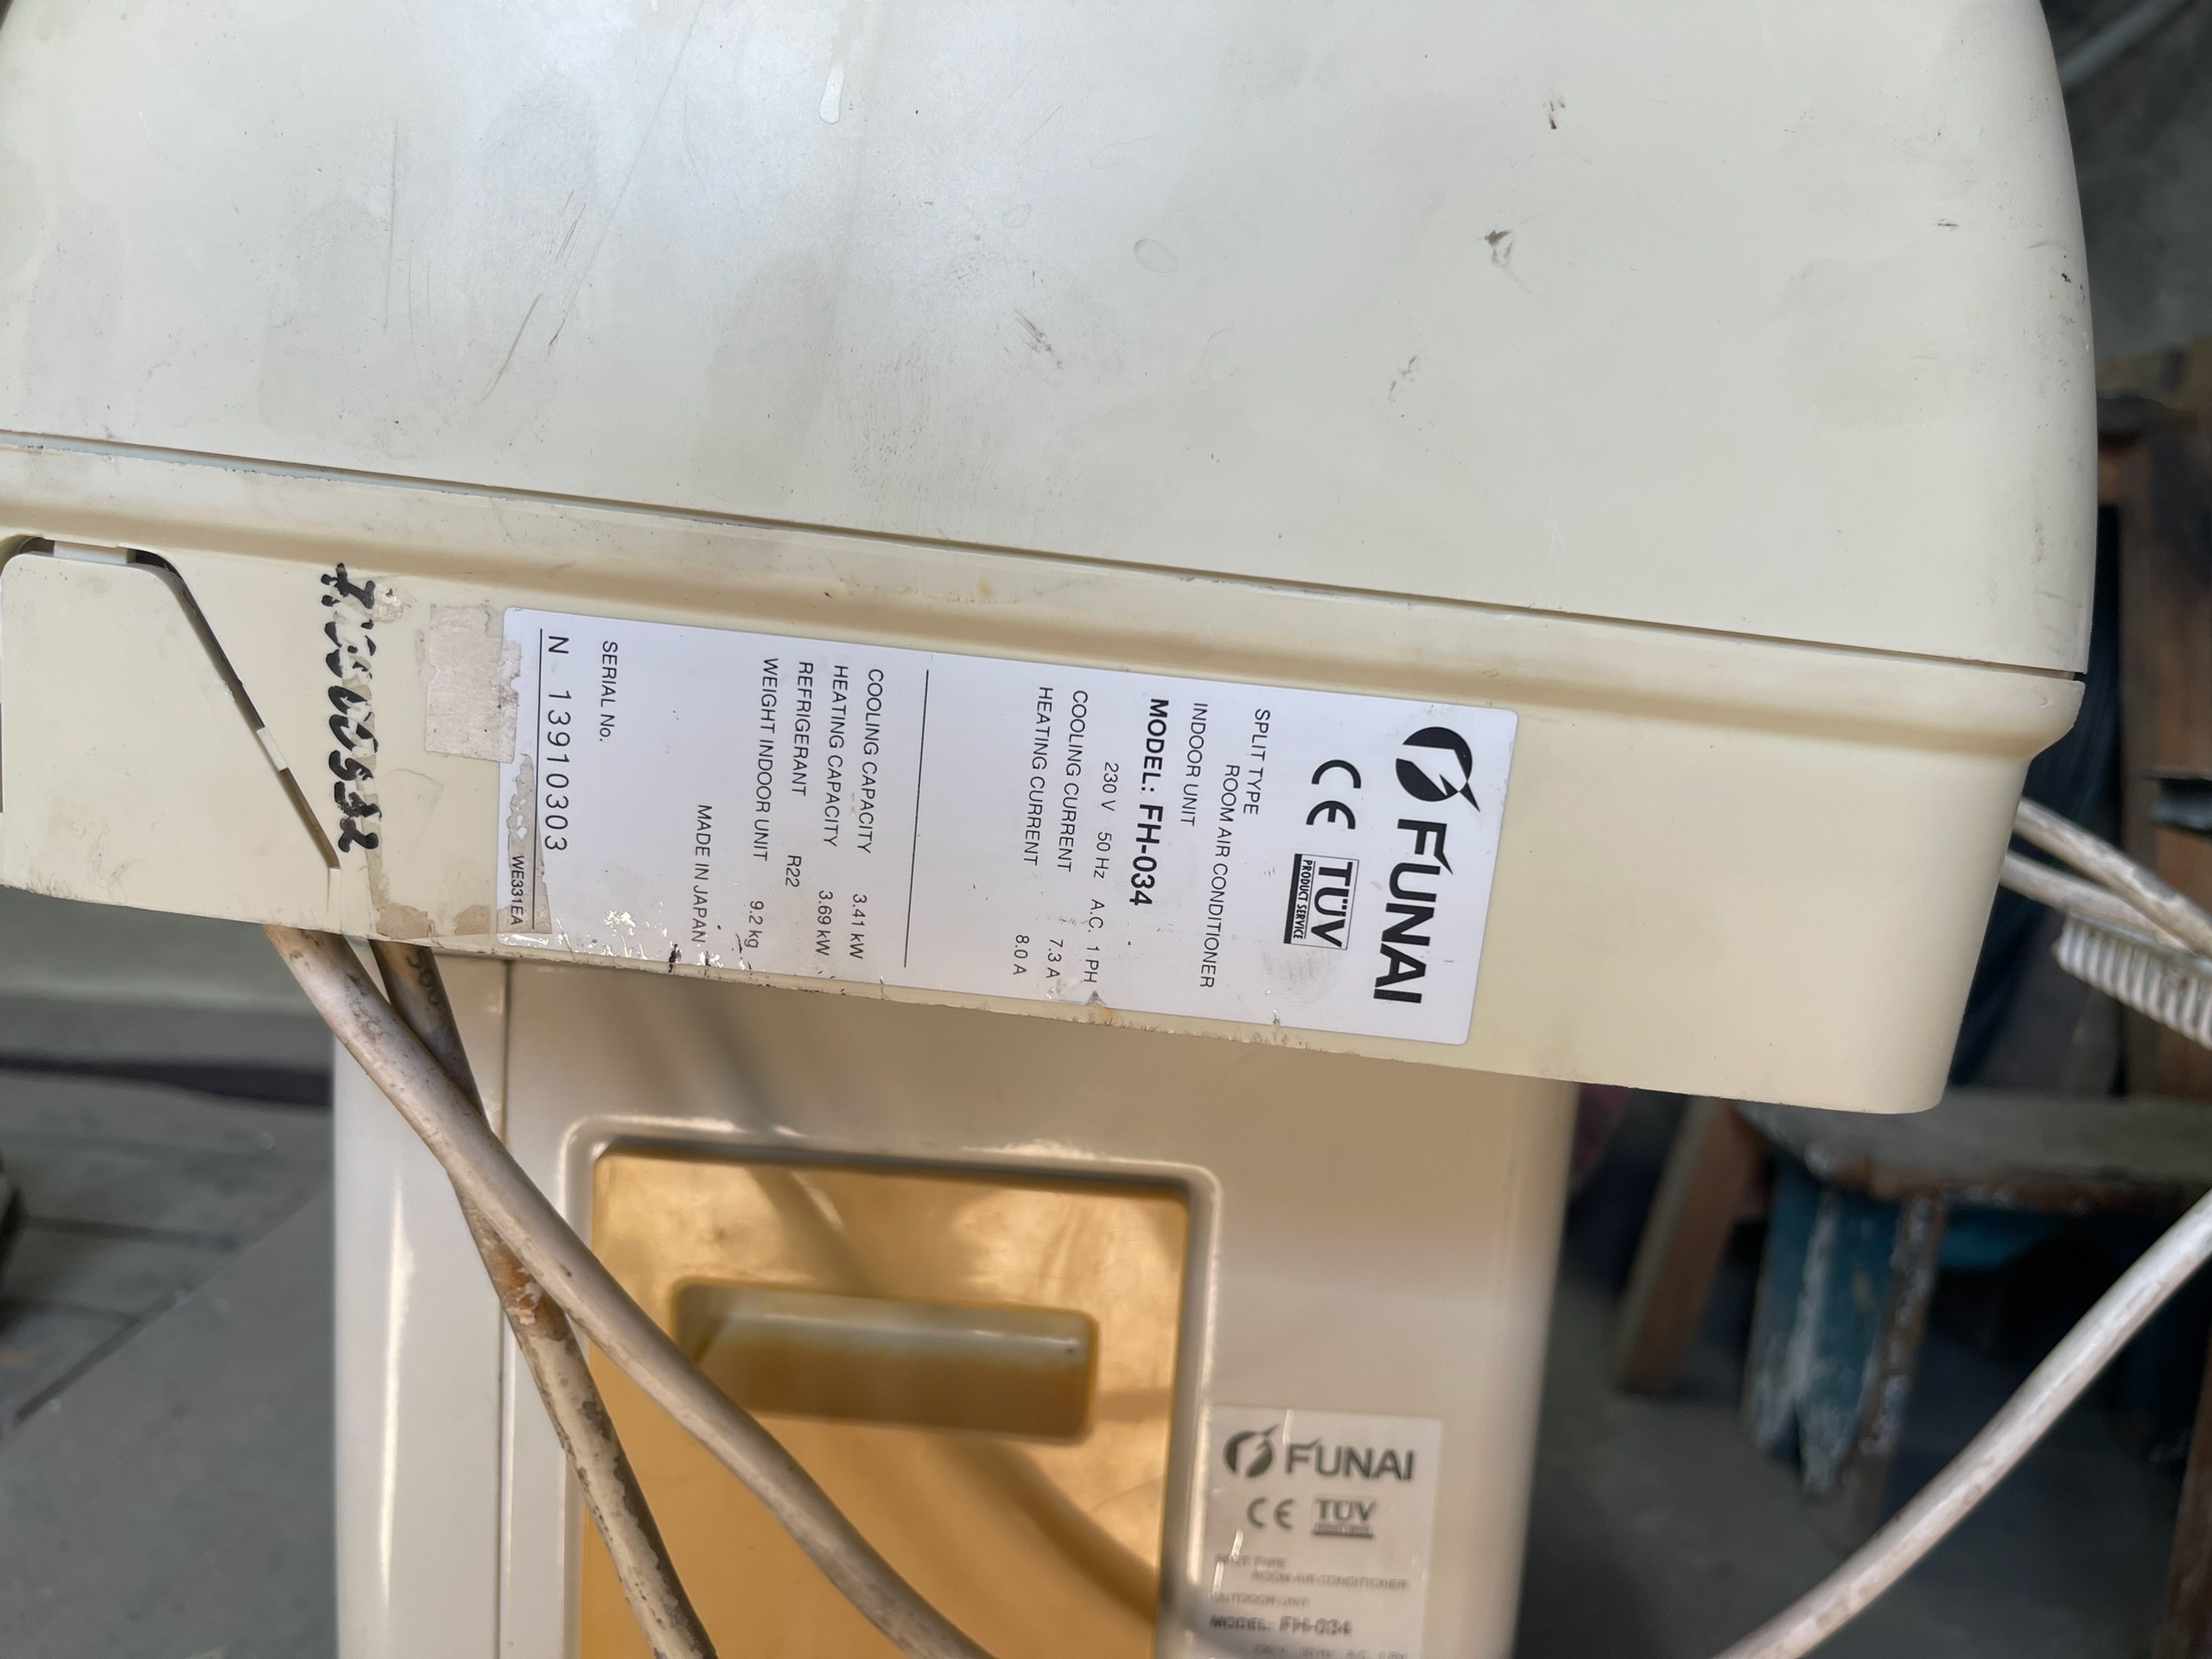 FUNAI
CE TÜV
PRODUCT SERVICE
SPLIT TYPE
ROOM AIR CONDITIONER
INDOOR UNIT
MODEL: FH-034
230 V 50 Hz A.C. 1 PH
COOLING CURRENT 7.3 A
HEATING CURRENT 8.0 A
COOLING CAPACITY 3.41 kW
HEATING CAPACITY 3.69 kW
REFRIGERANT R22
WEIGHT INDOOR UNIT 9.2 kg
MADE IN JAPAN
SERIAL No.
N 13910303
WE331EA
FUNAI
CE TÜV
SPLIT TYPE
ROOM AIR CONDITIONER
OUTDOOR UNIT
MODEL: FH-034